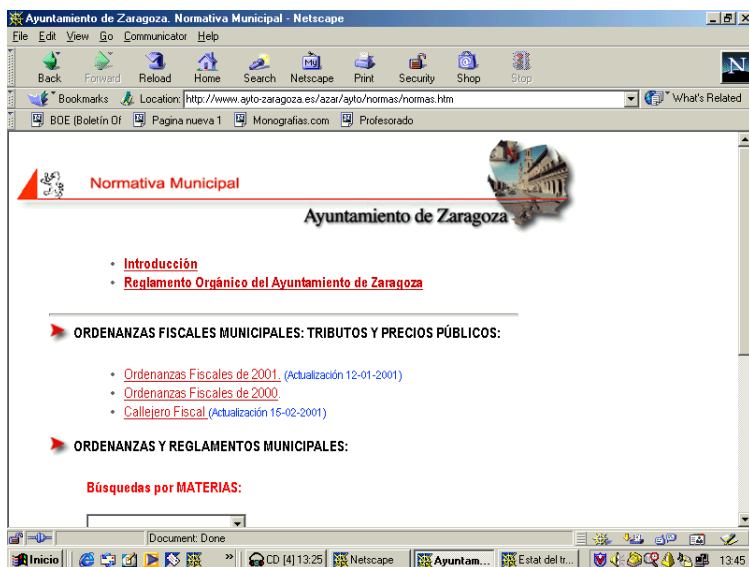 Ayuntamiento de Zaragoza. Normativa Municipal - Netscape
File Edit View Go Communicator Help
Back Forward Reload Home Search Netscape Print Security Shop Stop
N
Bookmarks Location: http://www.ayto-zaragoza.es/azar/ayto/normas/normas.htm What's Related
BOE (Boletín Of Pagina nueva 1 Monografias.com Profesorado
Normativa Municipal
Ayuntamiento de Zaragoza
• Introducción
• Reglamento Orgánico del Ayuntamiento de Zaragoza
ORDENANZAS FISCALES MUNICIPALES: TRIBUTOS Y PRECIOS PÚBLICOS:
• Ordenanzas Fiscales de 2001. (Actualización 12-01-2001)
• Ordenanzas Fiscales de 2000.
• Callejero Fiscal (Actualización 15-02-2001)
ORDENANZAS Y REGLAMENTOS MUNICIPALES:
Búsquedas por MATERIAS:
Document: Done
Inicio » CD [4] 13:25 Netscape Ayuntam... Estat del tr... 13:45